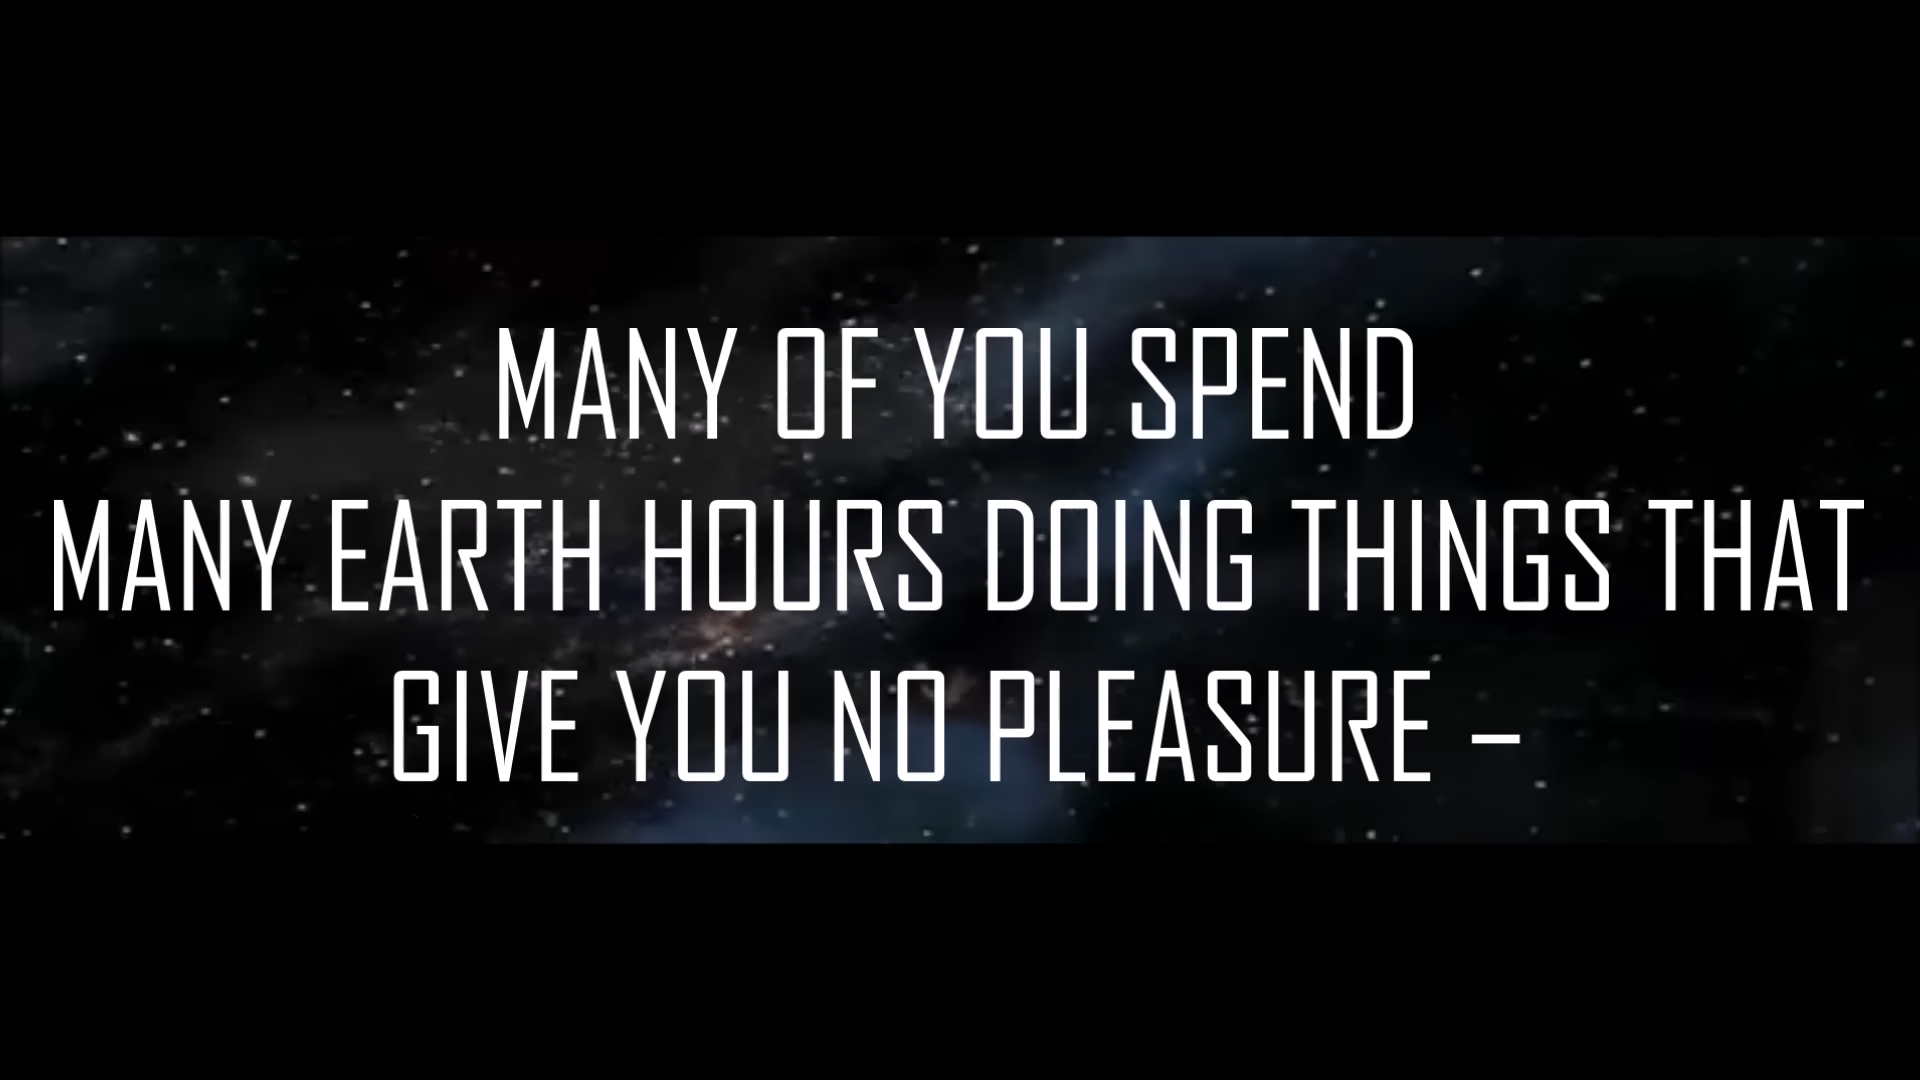 MANY OF YOU SPEND
MANY EARTH HOURS DOING THINGS THAT
GIVE YOU NO PLEASURE –